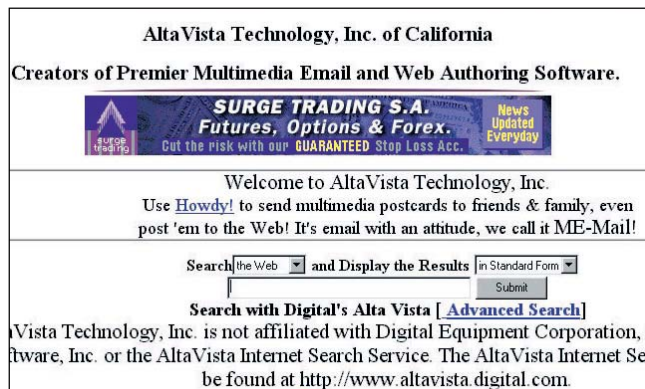 AltaVista Technology, Inc. of California
Creators of Premier Multimedia Email and Web Authoring Software.
surge trading
SURGE TRADING S.A.
Futures, Options & Forex.
Cut the risk with our GUARANTEED Stop Loss Acc.
News Updated Everyday
Welcome to AltaVista Technology, Inc.
Use Howdy! to send multimedia postcards to friends & family, even
post 'em to the Web! It's email with an attitude, we call it ME-Mail!
Search the Web and Display the Results in Standard Form
Submit
Search with Digital's Alta Vista [ Advanced Search]
aVista Technology, Inc. is not affiliated with Digital Equipment Corporation,
ftware, Inc. or the AltaVista Internet Search Service. The AltaVista Internet Se
be found at http://www.altavista.digital.com.